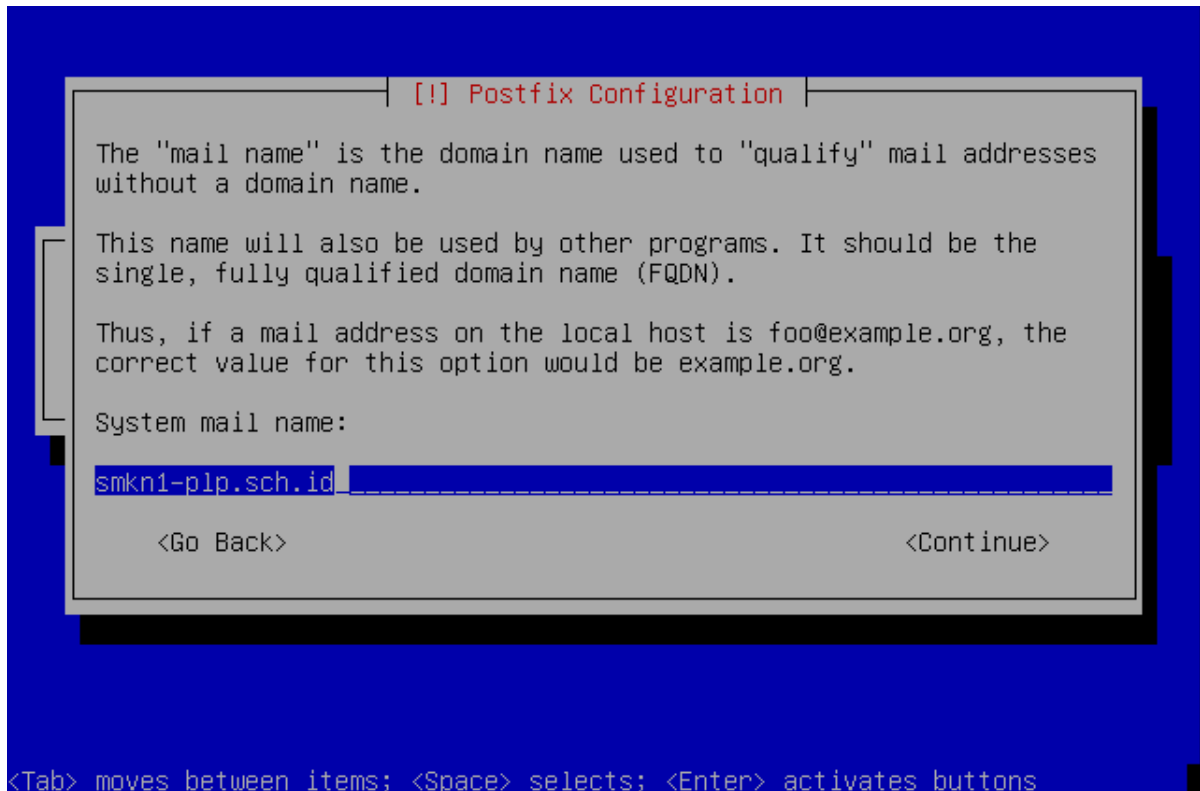 [!] Postfix Configuration
The "mail name" is the domain name used to "qualify" mail addresses
without a domain name.
This name will also be used by other programs. It should be the
single, fully qualified domain name (FQDN).
Thus, if a mail address on the local host is foo@example.org, the
correct value for this option would be example.org.
System mail name:
smkn1-plp.sch.id
<Go Back> <Continue>
<Tab> moves between items; <Space> selects; <Enter> activates buttons